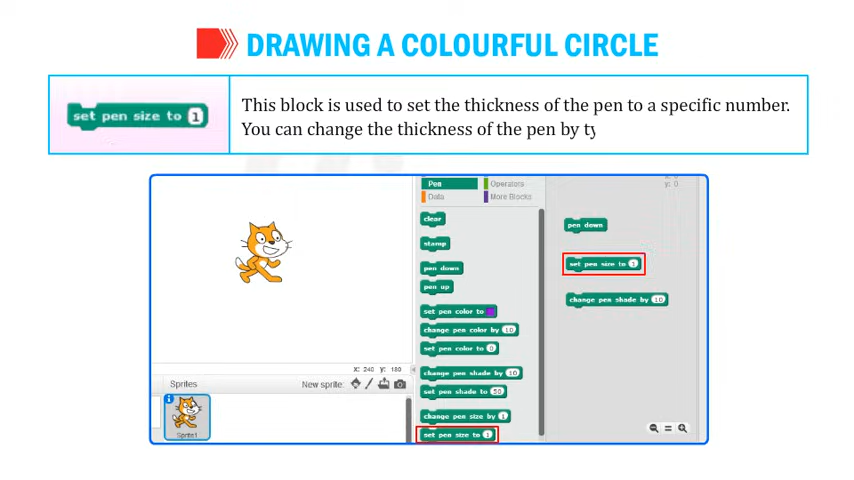 DRAWING A COLOURFUL CIRCLE
set pen size to 1
This block is used to set the thickness of the pen to a specific number.
You can change the thickness of the pen by ty
Pen
Operators
Data
More Blocks
clear
stamp
pen down
pen up
set pen color to
change pen color by 10
set pen color to 0
change pen shade by 10
set pen shade to 50
change pen size by 1
set pen size to 1
y: 0
pen down
set pen size to 1
change pen shade by 10
x: 240 y: 180
Sprites
New sprite:
Sprite1